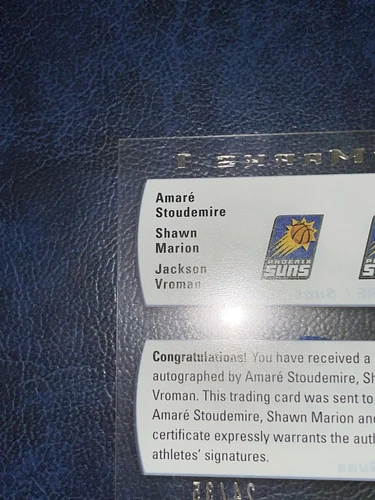 Amaré
Stoudemire
Shawn
Marion
Jackson
Vroman
PHOENIX
SUNS
Congratulations! You have received a
autographed by Amaré Stoudemire, Sh
Vroman. This trading card was sent to
Amaré Stoudemire, Shawn Marion and
certificate expressly warrants the auth
athletes' signatures.